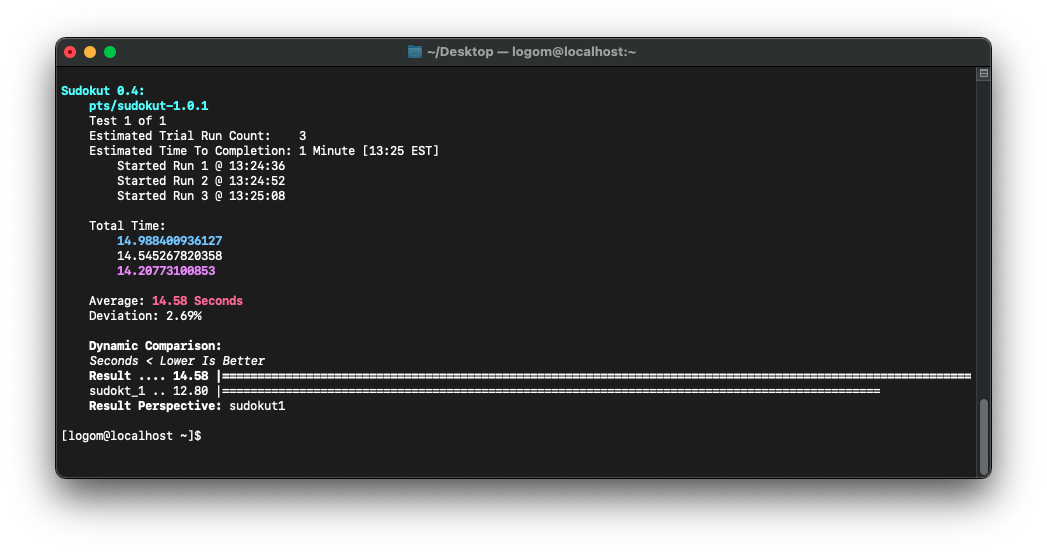 ~/Desktop — logom@localhost:~
Sudokut 0.4:
pts/sudokut-1.0.1
Test 1 of 1
Estimated Trial Run Count:    3
Estimated Time To Completion: 1 Minute [13:25 EST]
Started Run 1 @ 13:24:36
Started Run 2 @ 13:24:52
Started Run 3 @ 13:25:08
Total Time:
14.988400936127
14.545267820358
14.20773100853
Average: 14.58 Seconds
Deviation: 2.69%
Dynamic Comparison:
Seconds < Lower Is Better
Result .... 14.58 |===========================================================================================================
sudokt_1 .. 12.80 |==============================================================================================
Result Perspective: sudokut1
[logom@localhost ~]$